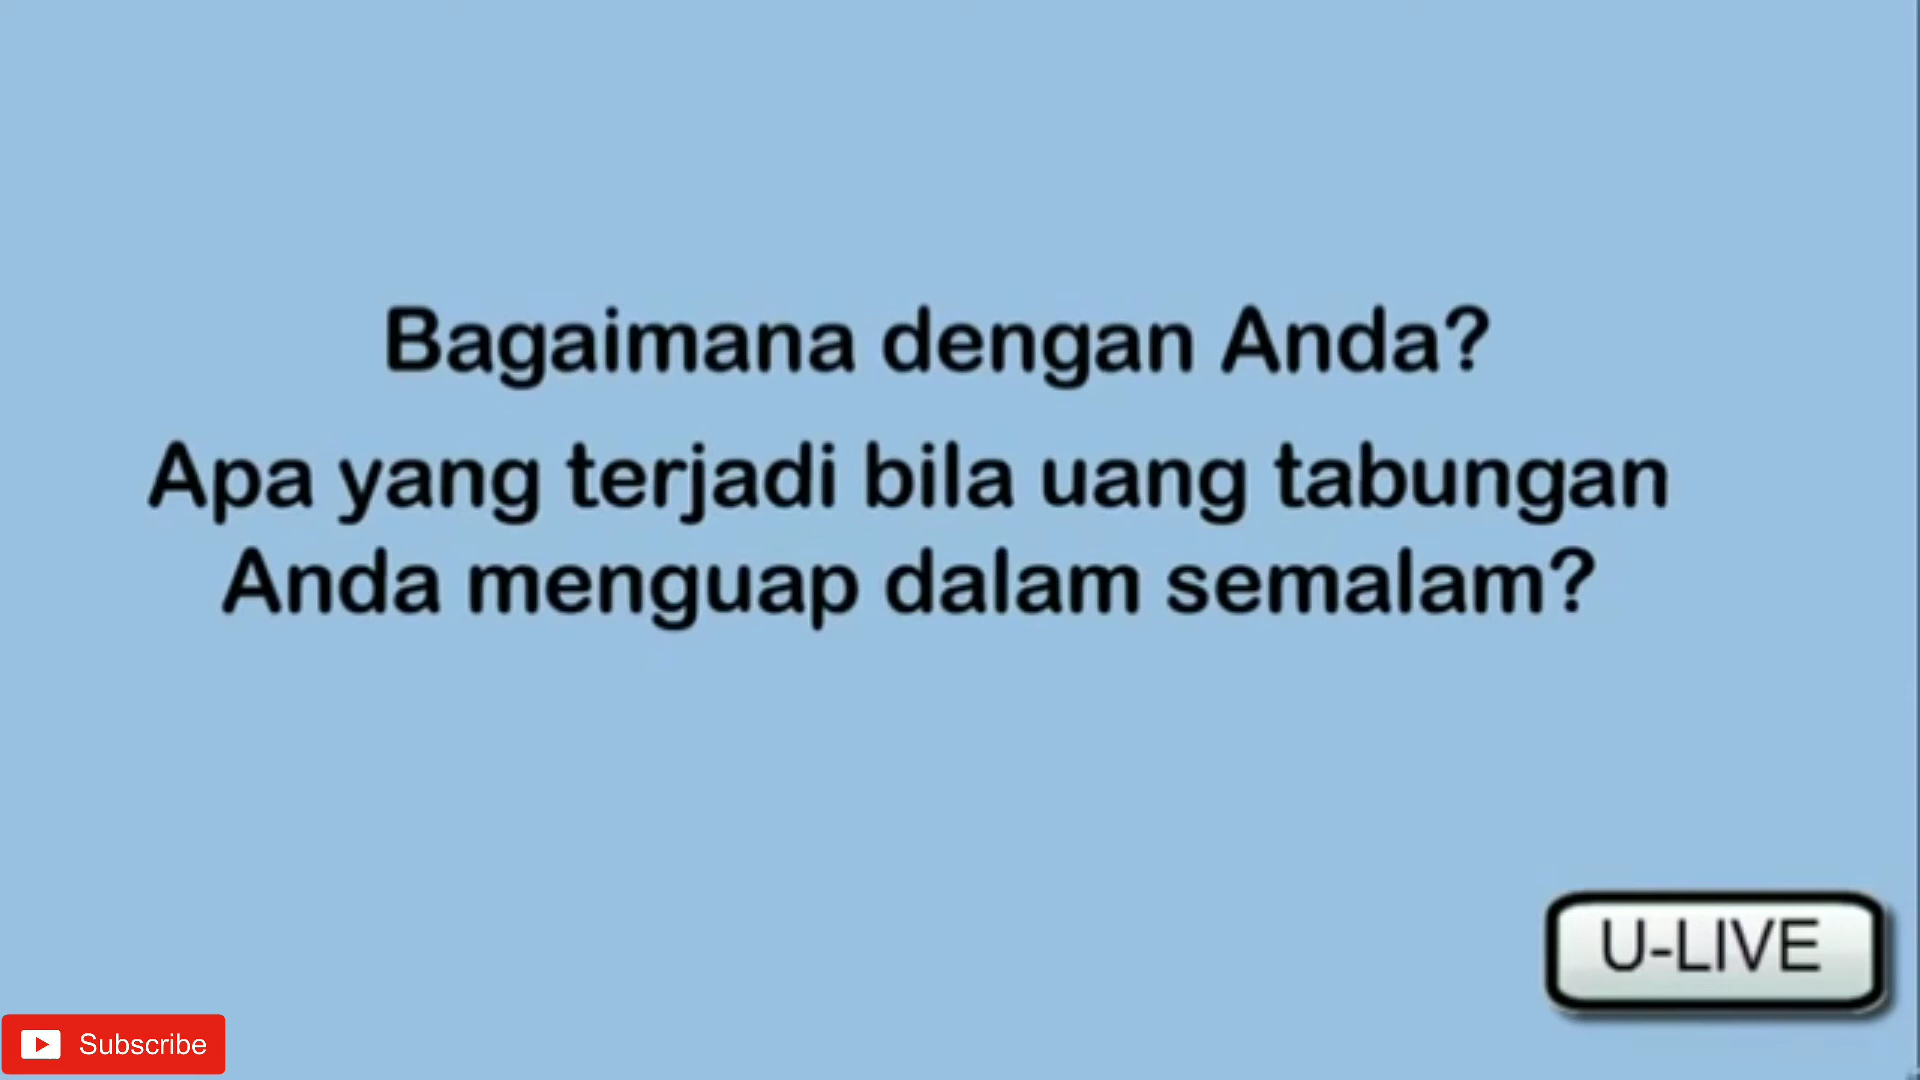 Bagaimana dengan Anda?
Apa yang terjadi bila uang tabungan
Anda menguap dalam semalam?
U-LIVE
Subscribe